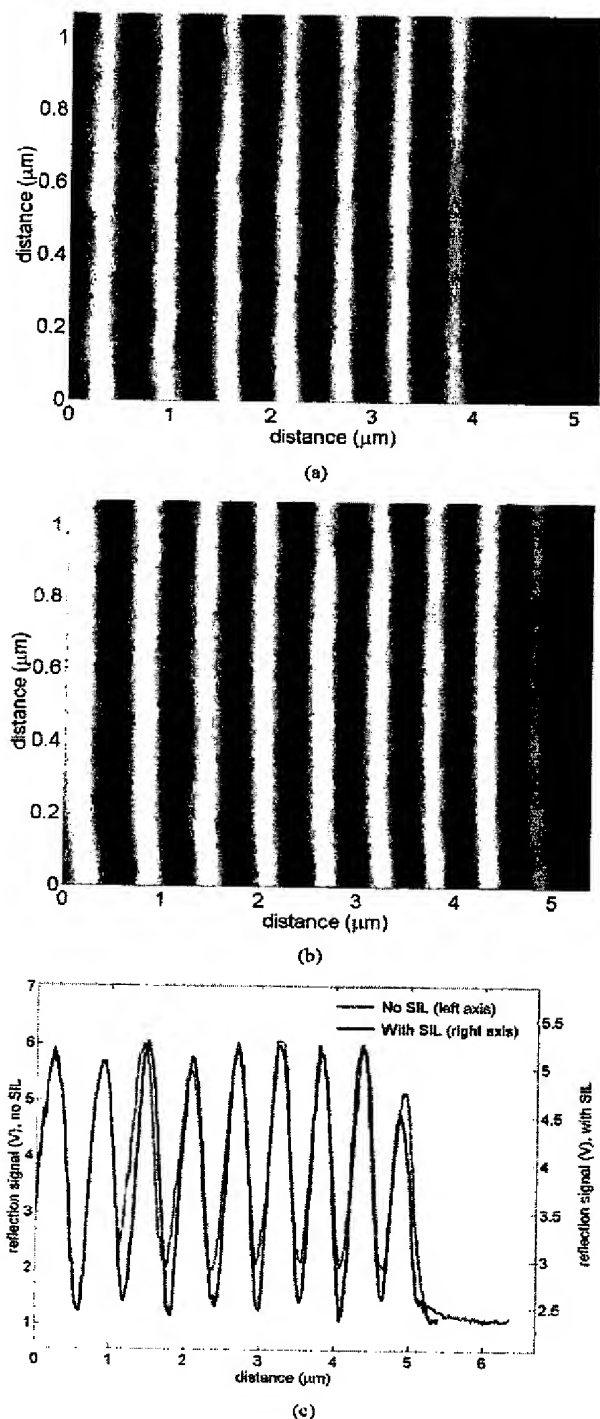 1
0.8
0.6
0.4
0.2
0
distance (µm)
0 1 2 3 4 5
distance (µm)
(a)
1
0.8
0.6
0.4
0.2
0
distance (µm)
0 1 2 3 4 5
distance (µm)
(b)
7
6
5
4
3
2
1
reflection signal (V), no SIL
No SIL (left axis)
With SIL (right axis)
5
4.5
4
3.5
3
2.5
reflection signal (V), with SIL
0 1 2 3 4 5 6
distance (µm)
(c)